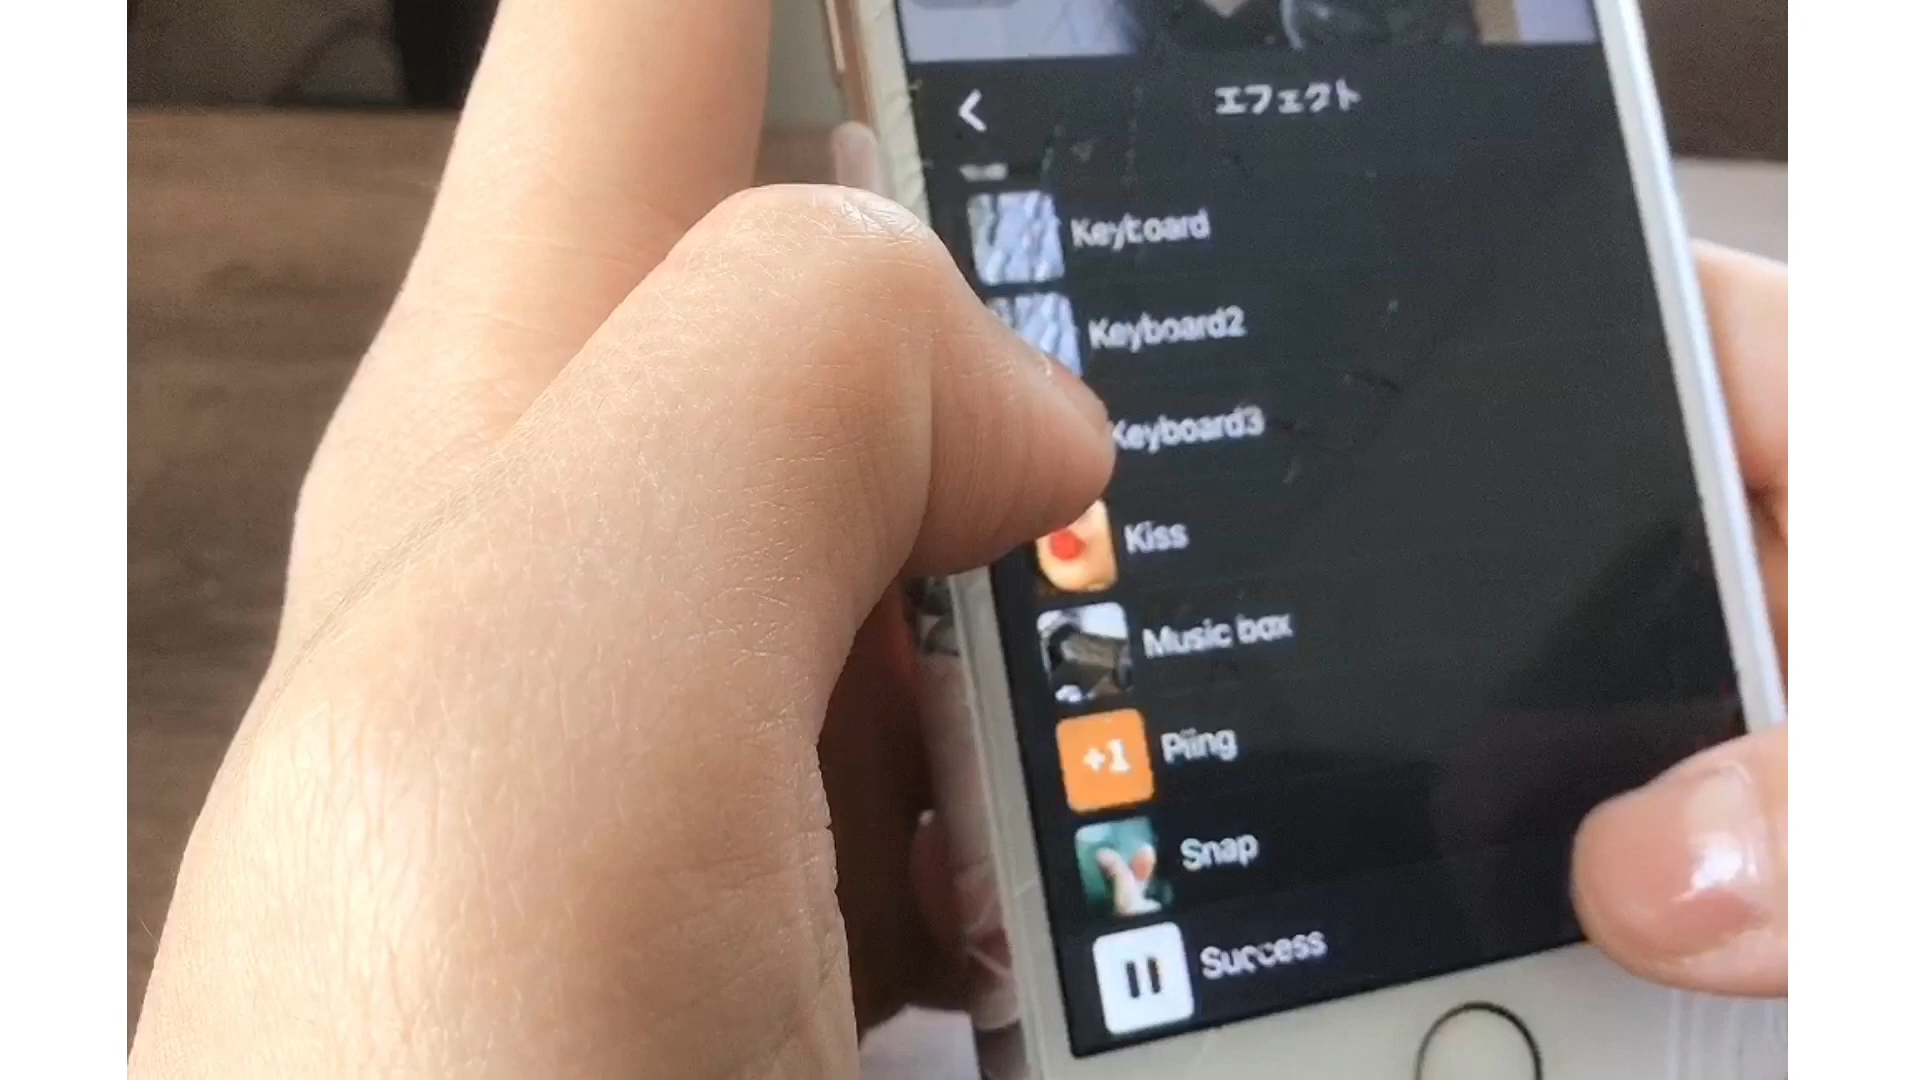 エフェクト
Keyboard
Keyboard2
Keyboard3
Kiss
Music box
+1 Piing
Snap
Success